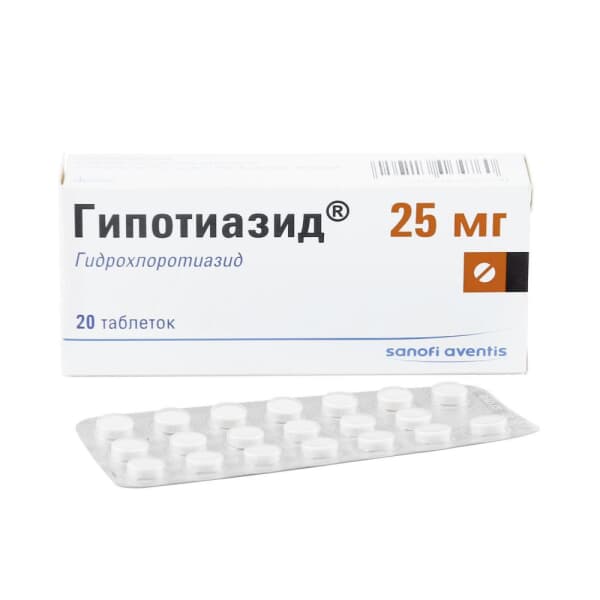 Гипотиазид® 25 мг
Гидрохлоротиазид
20 таблеток
sanofi aventis